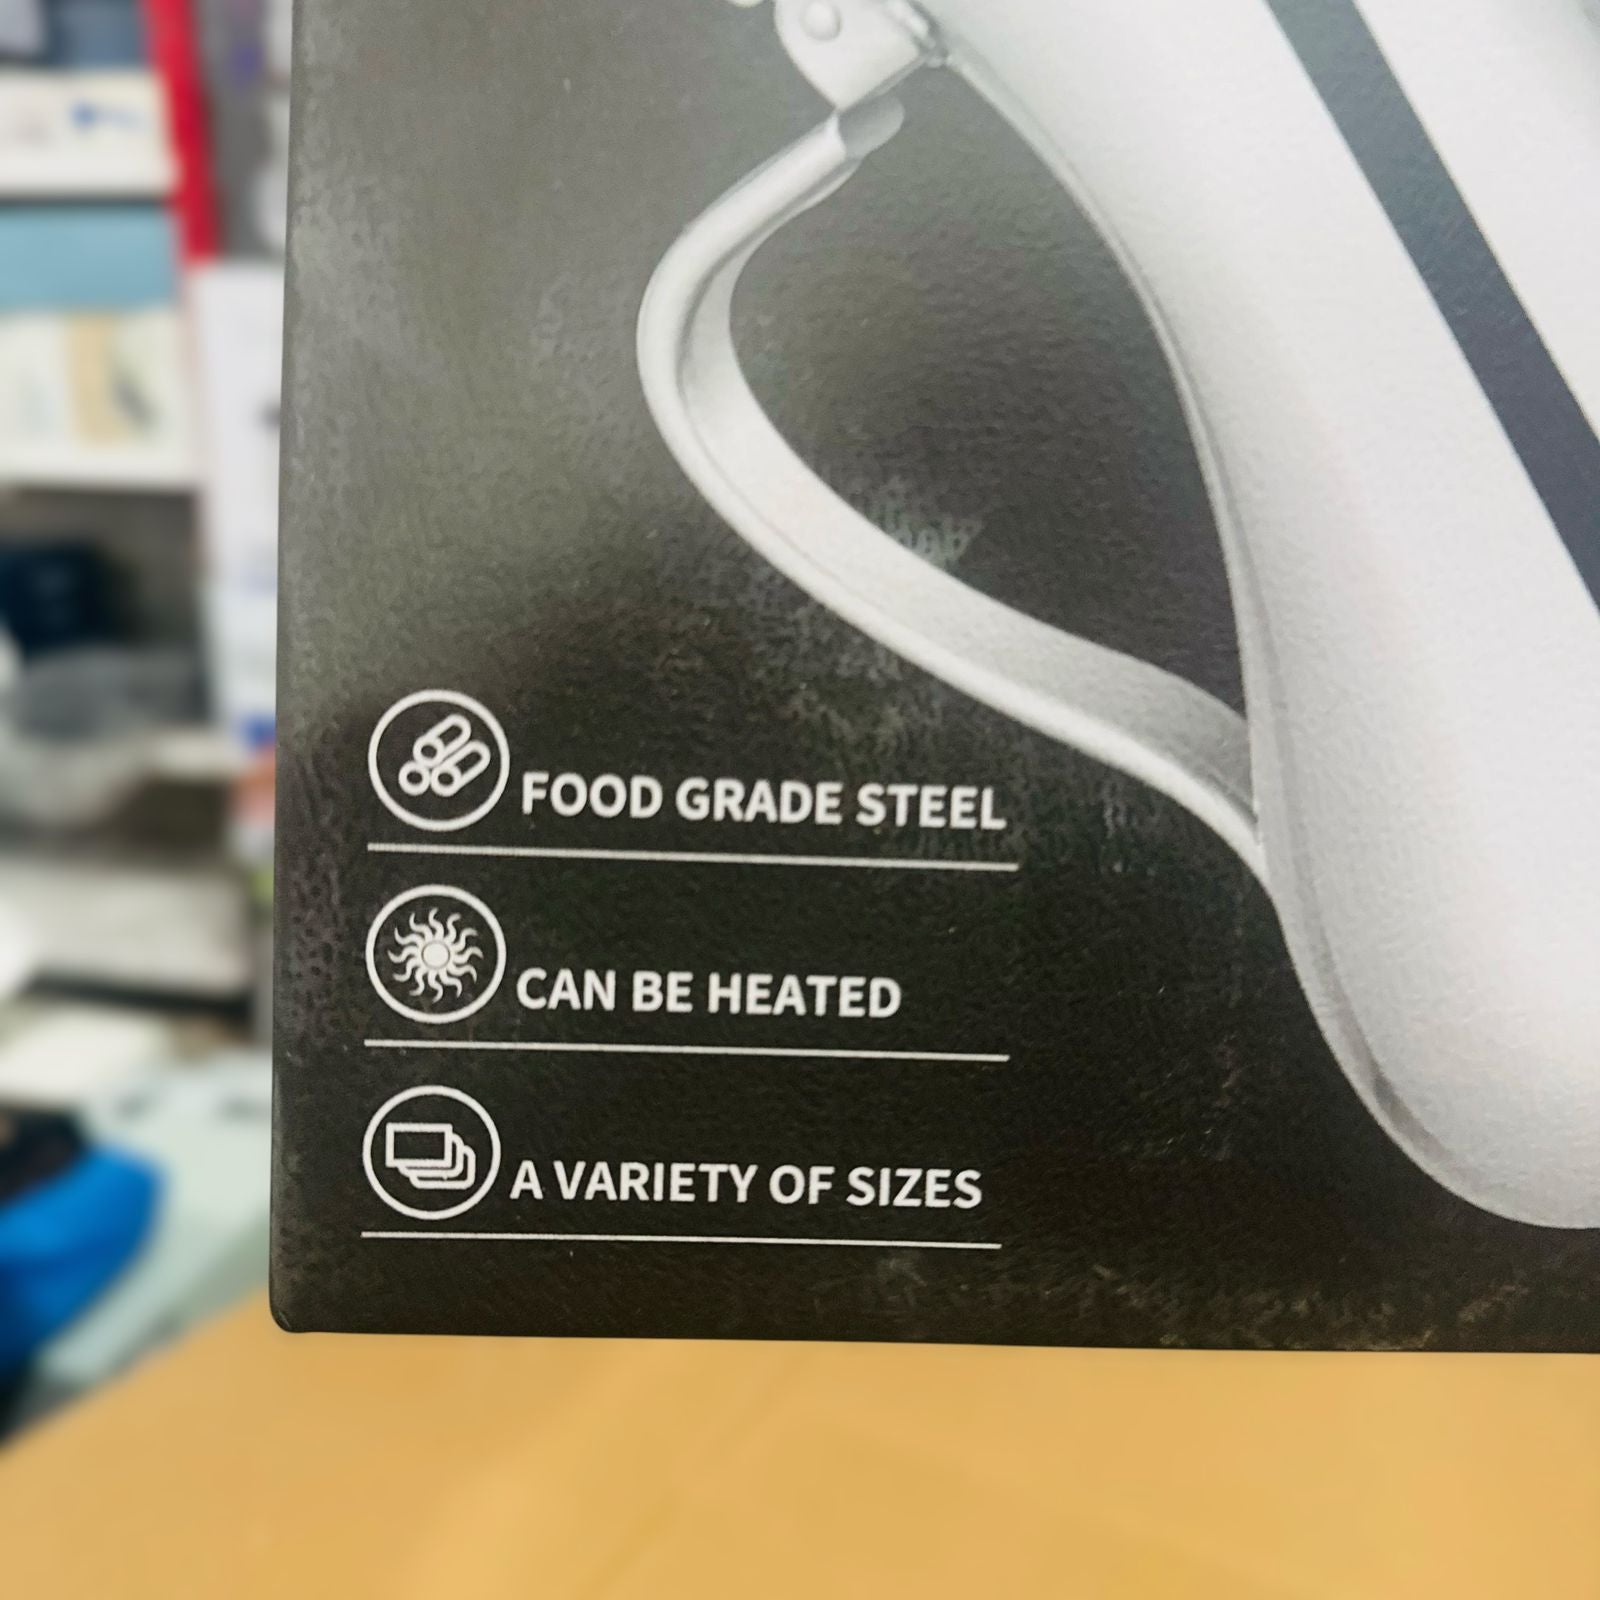 FOOD GRADE STEEL
CAN BE HEATED
A VARIETY OF SIZES